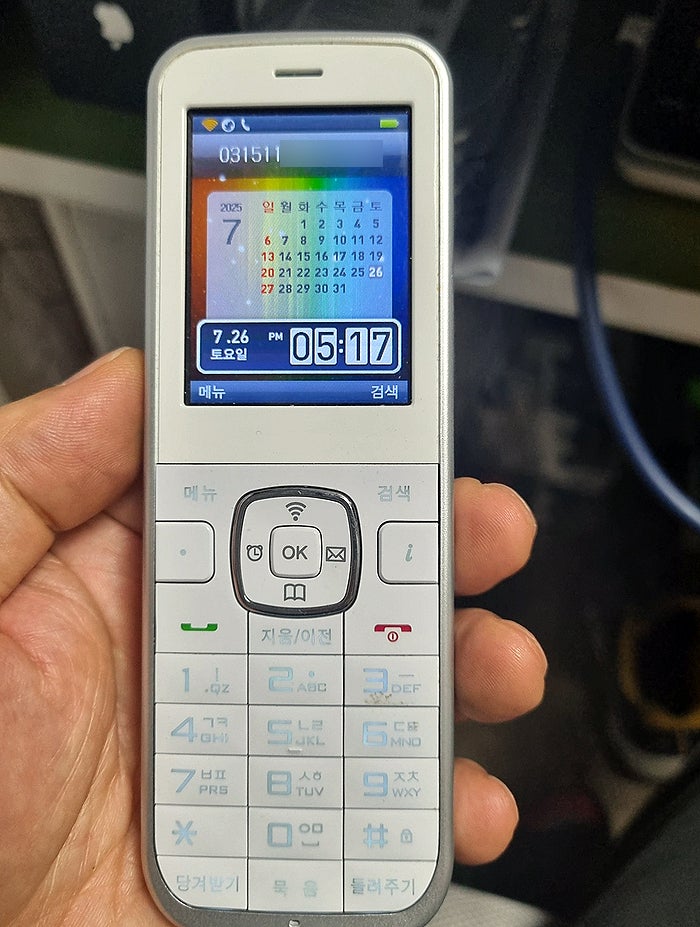 031511
2025
7
일 월 화 수 목 금 토
1 2 3 4 5
6 7 8 9 10 11 12
13 14 15 16 17 18 19
20 21 22 23 24 25 26
27 28 29 30 31
7.26 PM 05:17
토요일
메뉴 검색
메뉴 검색
OK i
지움/이전
1 ㅣ .QZ 2 · ABC 3 ㅡ DEF
4 ㄱㅋ GHI 5 ㄴㄹ JKL 6 ㄷㅌ MNO
7 ㅂㅍ PRS 8 ㅅㅎ TUV 9 ㅈㅊ WXY
* 0 ㅇㅁ #
당겨받기 묵음 돌려주기